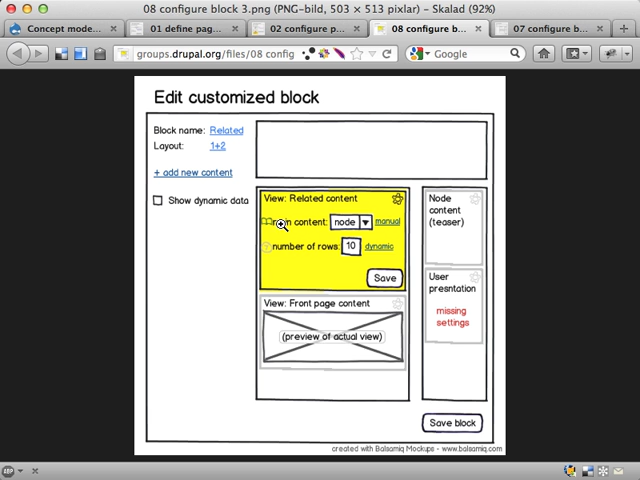 08 configure block 3.png (PNG-bild, 503 × 513 pixlar) - Skalad (92%)
Concept mode...
01 define pag...
02 configure p...
08 configure b...
07 configure b...
groups.drupal.org/files/08 config
Google
Edit customized block
Block name: Related
Layout: 1+2
+ add new content
Show dynamic data
View: Related content
main content: node manual
number of rows: 10 dynamic
Save
View: Front page content
(preview of actual view)
Node
content
(teaser)
User
presntation
missing
settings
Save block
created with Balsamiq Mockups - www.balsamiq.com
ABP